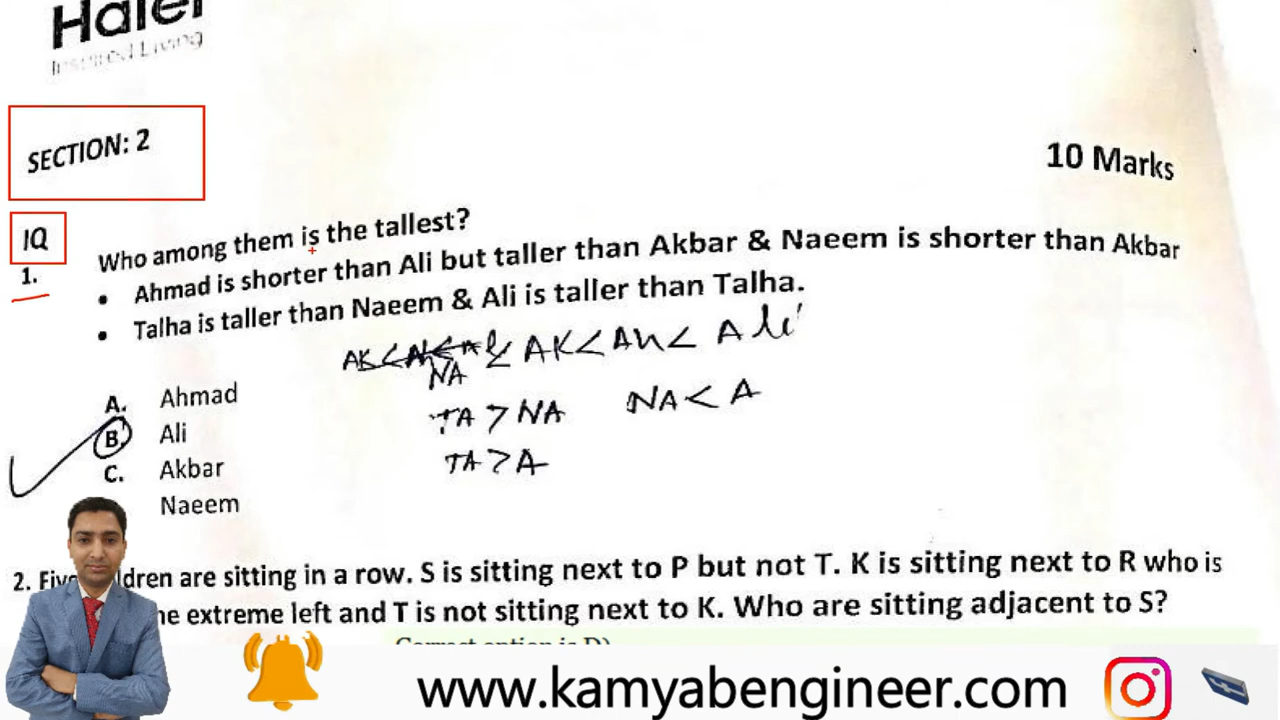 Haier
Inspired Living
SECTION: 2
10 Marks
IQ
1.
Who among them is the tallest?
• Ahmad is shorter than Ali but taller than Akbar & Naeem is shorter than Akbar
• Talha is taller than Naeem & Ali is taller than Talha.
AK < AH < Ali
NA
TA > NA NA < A
TA > A
A. Ahmad
B. Ali
C. Akbar
Naeem
2. Five children are sitting in a row. S is sitting next to P but not T. K is sitting next to R who is
extreme left and T is not sitting next to K. Who are sitting adjacent to S?
Correct option is D)
www.kamyabengineer.com